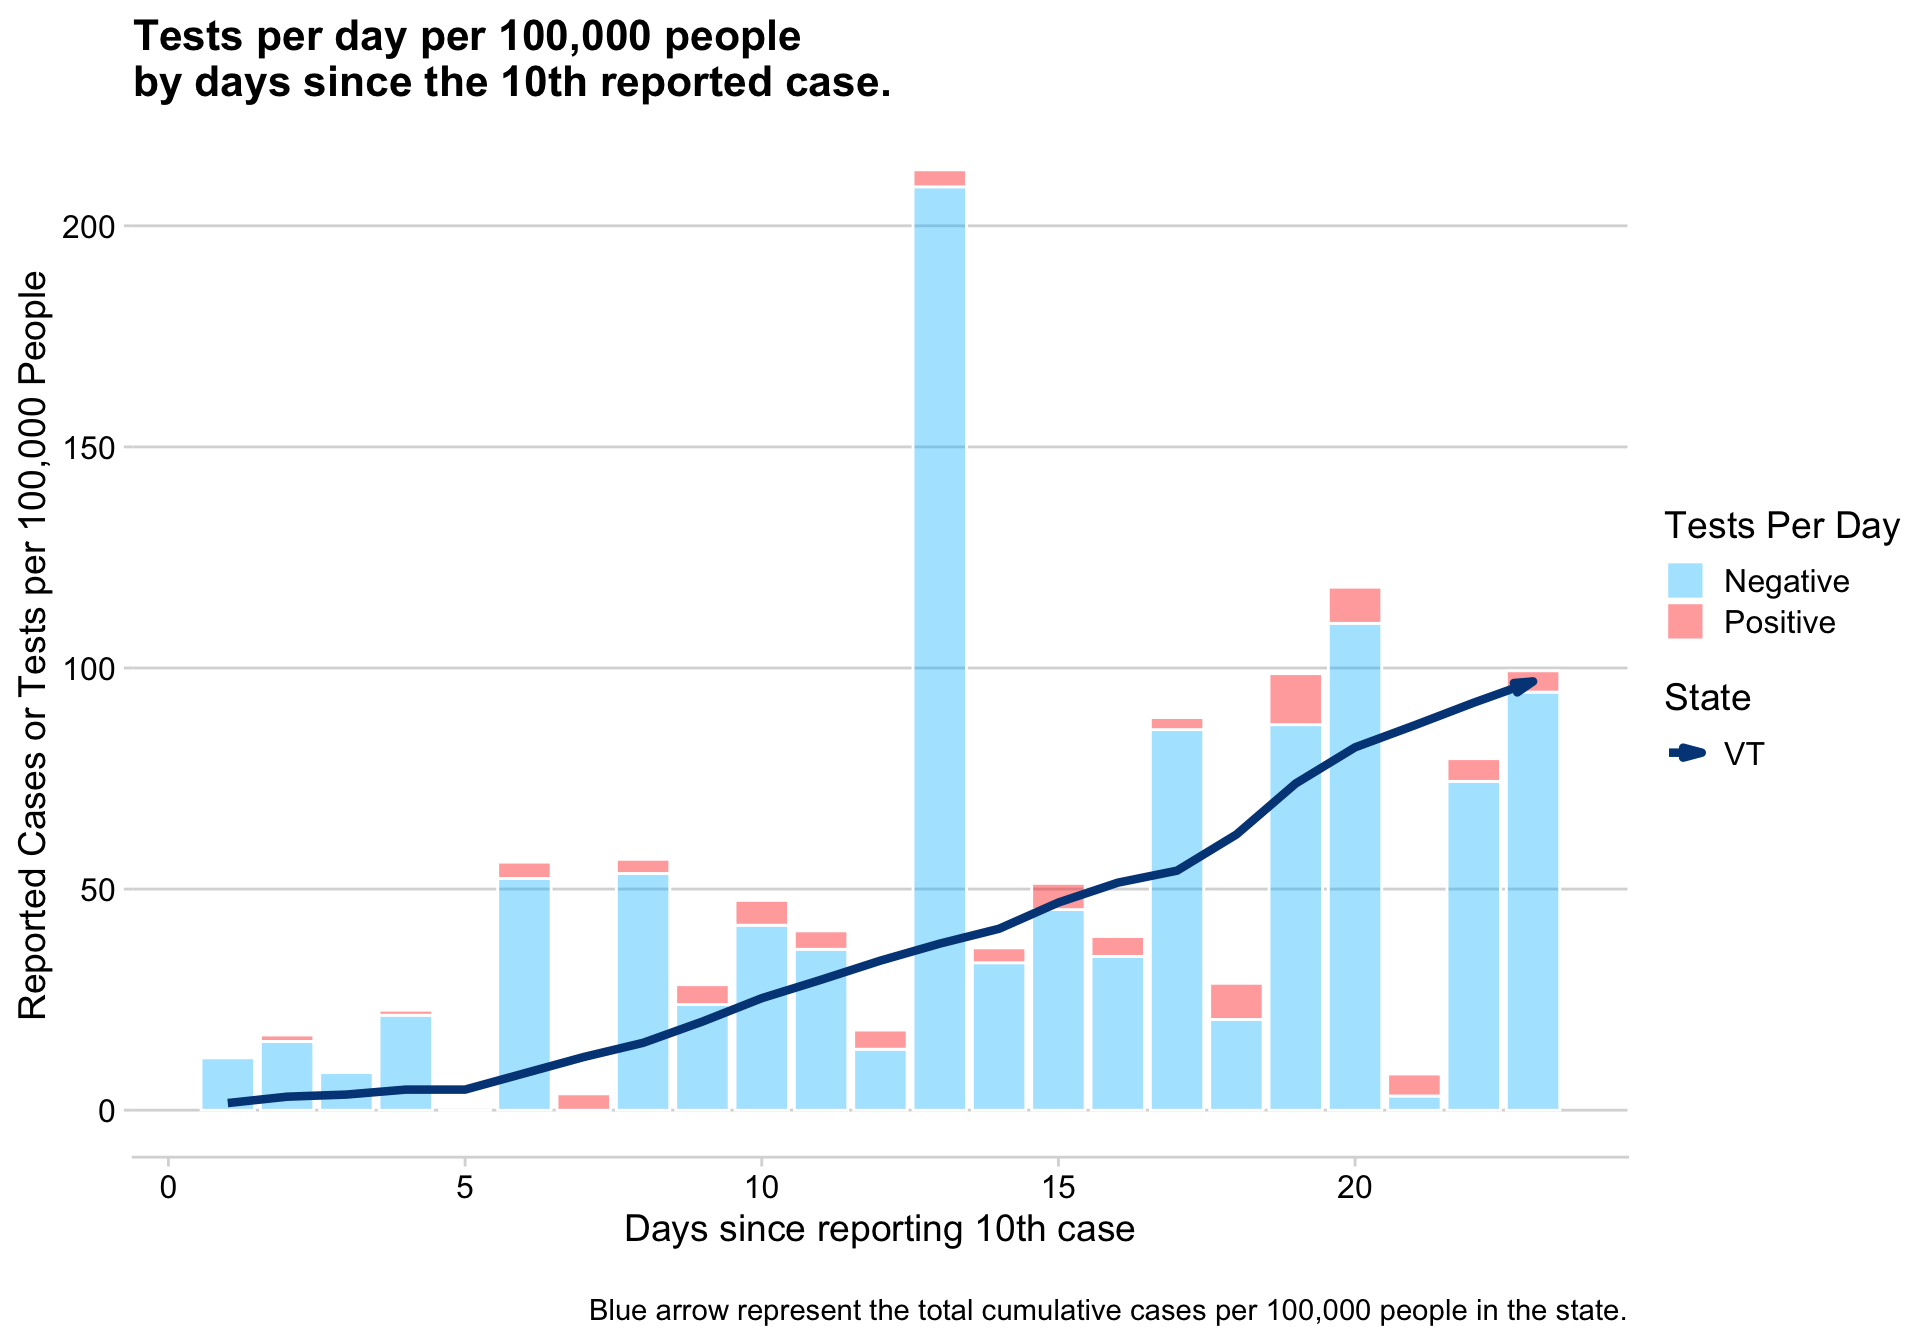 Tests per day per 100,000 people
by days since the 10th reported case.
Reported Cases or Tests per 100,000 People
200
150
100
50
0
0 5 10 15 20
Days since reporting 10th case
Tests Per Day
Negative
Positive
State
VT
Blue arrow represent the total cumulative cases per 100,000 people in the state.